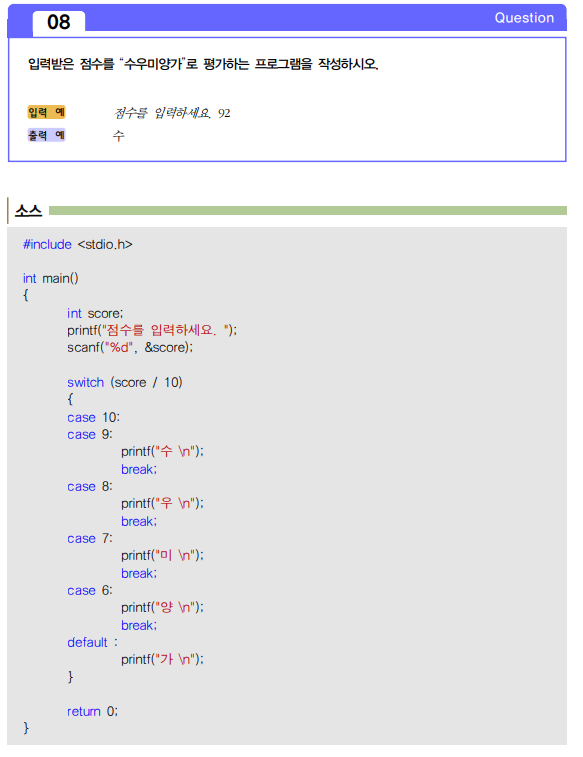 08
Question
입력받은 점수를 “수우미양가”로 평가하는 프로그램을 작성하시오.
입력 예 점수를 입력하세요. 92
출력 예 수
소스
#include <stdio.h>
int main()
{
int score;
printf("점수를 입력하세요. ");
scanf("%d", &score);
switch (score / 10)
{
case 10:
case 9:
printf("수 \n");
break;
case 8:
printf("우 \n");
break;
case 7:
printf("미 \n");
break;
case 6:
printf("양 \n");
break;
default :
printf("가 \n");
}
return 0;
}